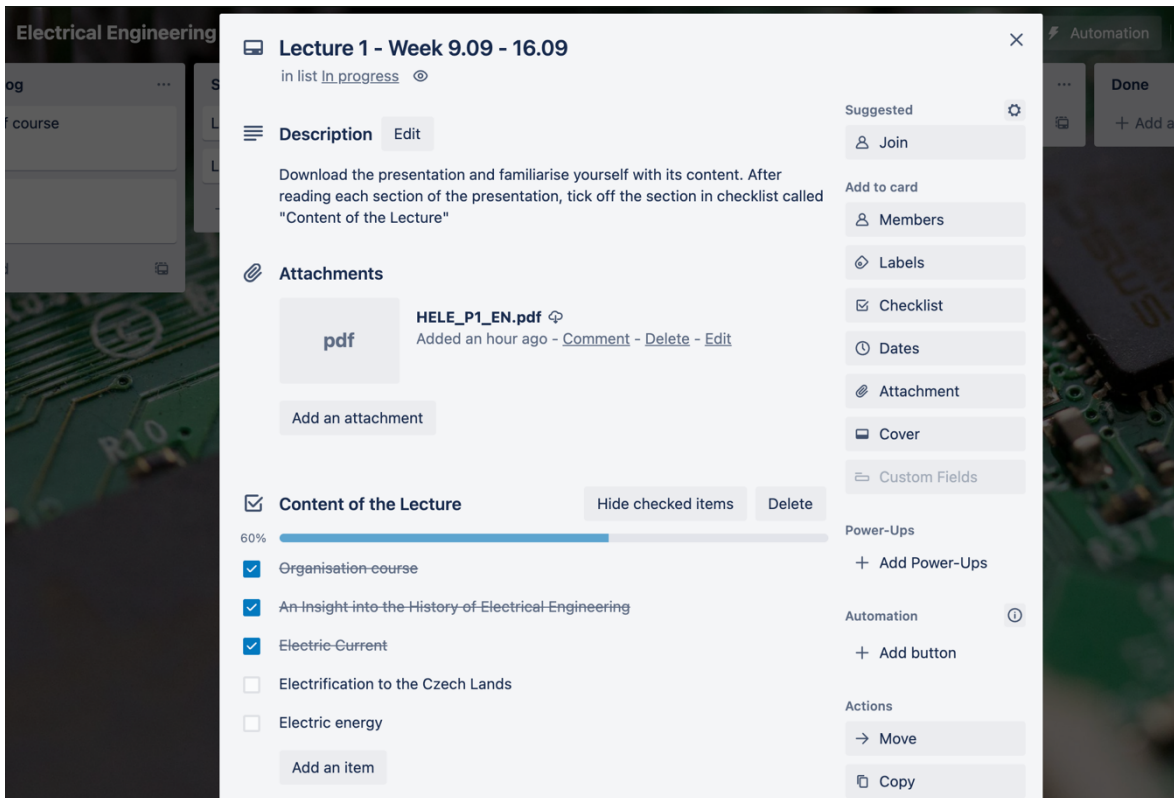 Electrical Engineering
Automation
og
f course
Done
+ Add a
Lecture 1 - Week 9.09 - 16.09
in list In progress
Description
Edit
Download the presentation and familiarise yourself with its content. After
reading each section of the presentation, tick off the section in checklist called
"Content of the Lecture"
Attachments
pdf
HELE_P1_EN.pdf
Added an hour ago - Comment - Delete - Edit
Add an attachment
Content of the Lecture
Hide checked items
Delete
60%
Organisation course
An Insight into the History of Electrical Engineering
Electric Current
Electrification to the Czech Lands
Electric energy
Add an item
Suggested
Join
Add to card
Members
Labels
Checklist
Dates
Attachment
Cover
Custom Fields
Power-Ups
+ Add Power-Ups
Automation
+ Add button
Actions
Move
Copy
R10